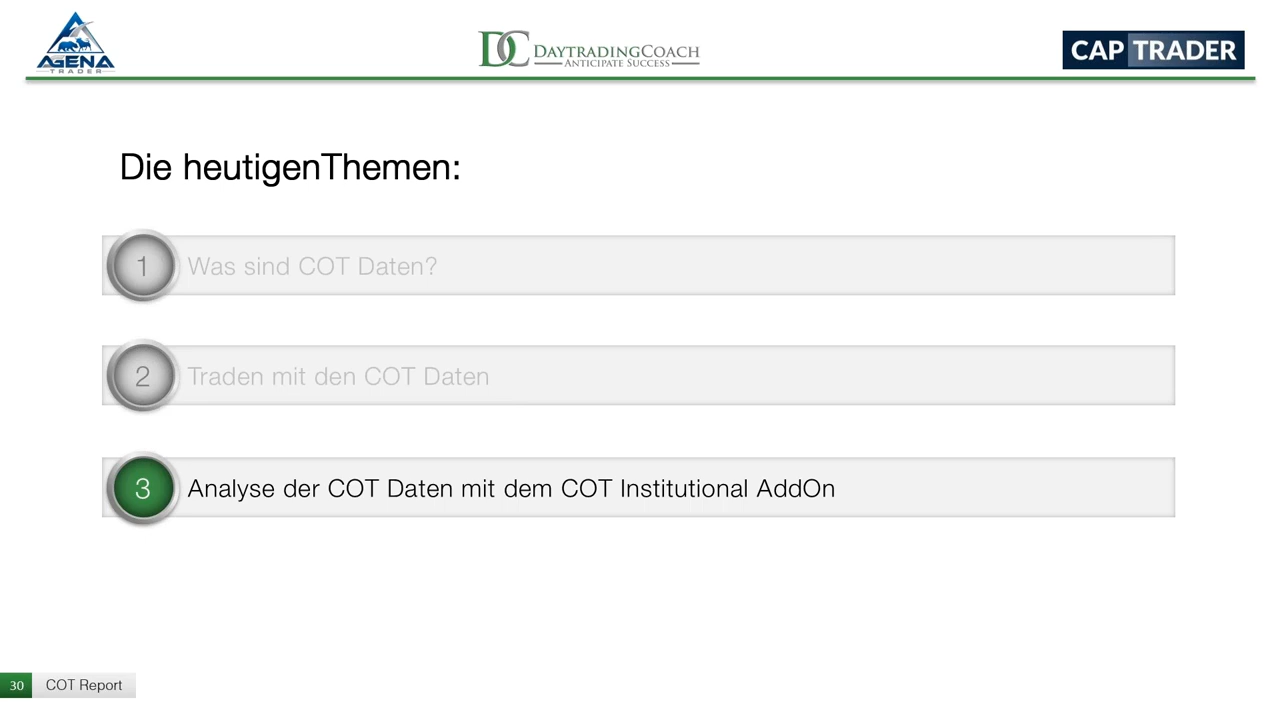 AGENA
TRADER
DC DAYTRADINGCOACH
ANTICIPATE SUCCESS
CAP TRADER
Die heutigenThemen:
1 Was sind COT Daten?
2 Traden mit den COT Daten
3 Analyse der COT Daten mit dem COT Institutional AddOn
30 COT Report